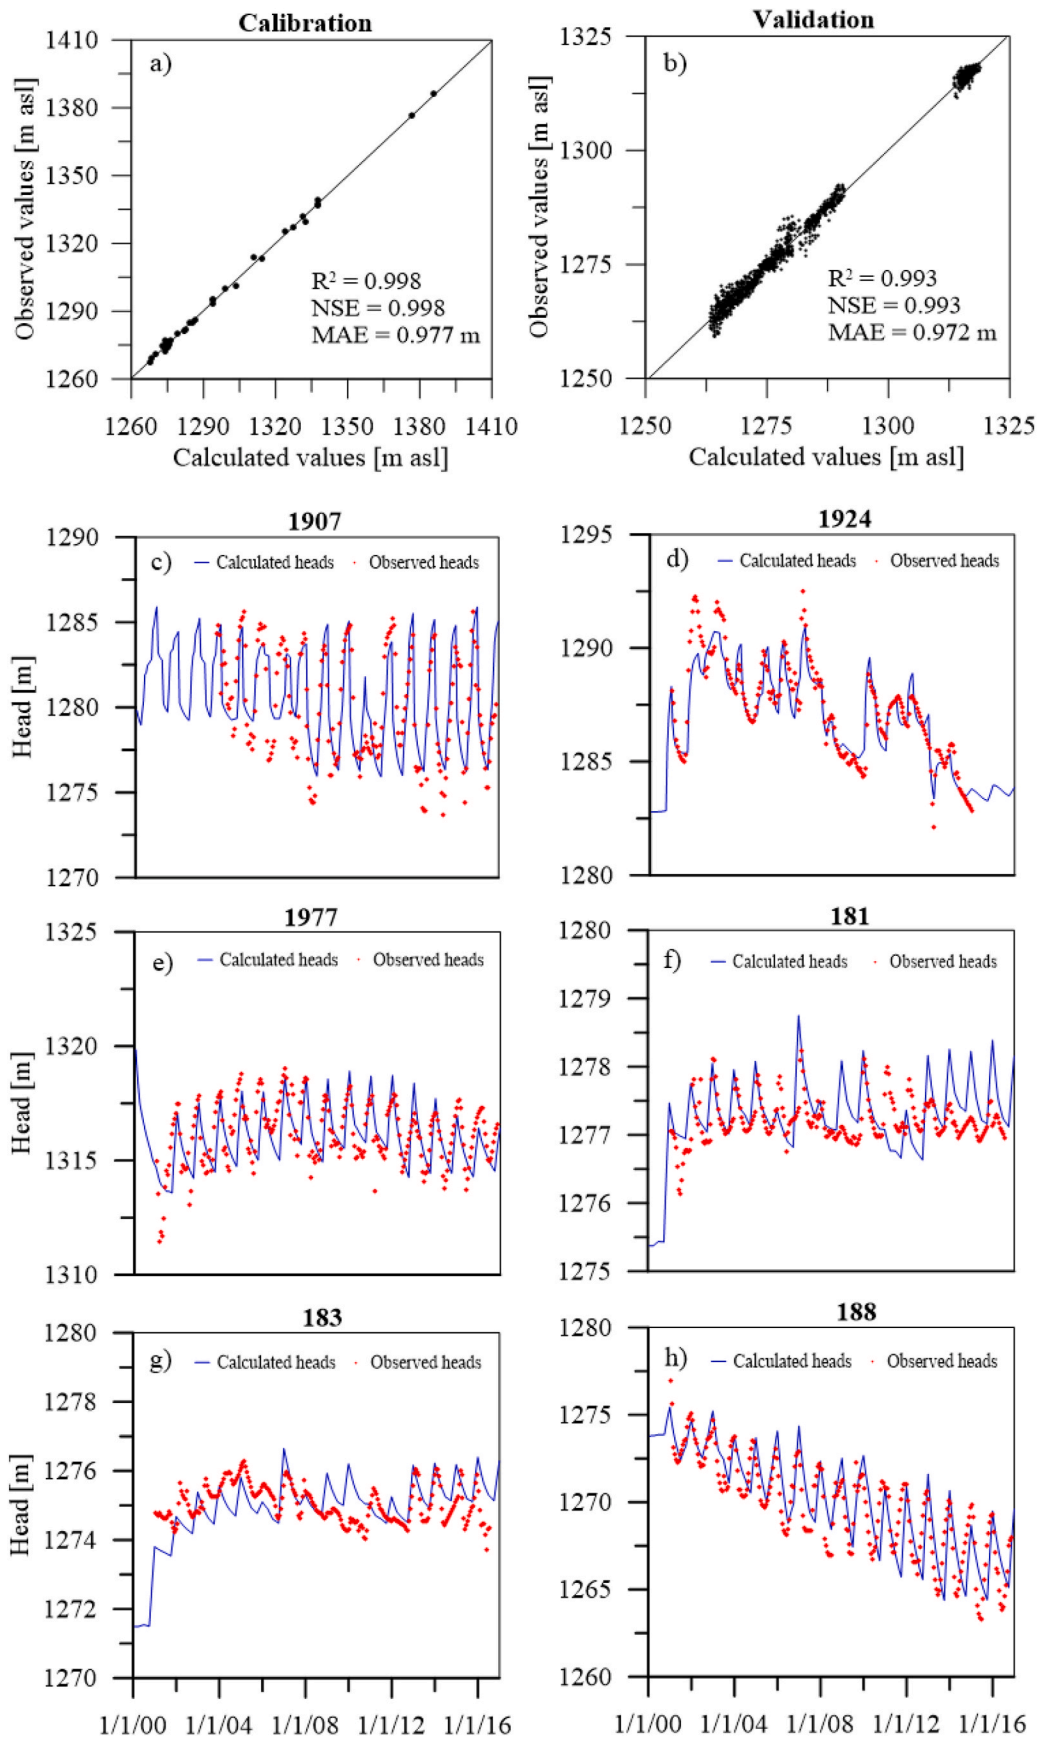 Calibration
Validation
a)
1410
1380
1350
1320
1290
1260
Observed values [m asl]
R² = 0.998
NSE = 0.998
MAE = 0.977 m
1260 1290 1320 1350 1380 1410
Calculated values [m asl]
b)
1325
1300
1275
1250
Observed values [m asl]
R² = 0.993
NSE = 0.993
MAE = 0.972 m
1250 1275 1300 1325
Calculated values [m asl]
1907
c)
Calculated heads Observed heads
1290
1285
1280
1275
1270
Head [m]
1924
d)
Calculated heads Observed heads
1295
1290
1285
1280
1977
e)
Calculated heads Observed heads
1325
1320
1315
1310
Head [m]
181
f)
Calculated heads Observed heads
1280
1279
1278
1277
1276
1275
183
g)
Calculated heads Observed heads
1280
1278
1276
1274
1272
1270
Head [m]
1/1/00 1/1/04 1/1/08 1/1/12 1/1/16
188
h)
Calculated heads Observed heads
1280
1275
1270
1265
1260
1/1/00 1/1/04 1/1/08 1/1/12 1/1/16